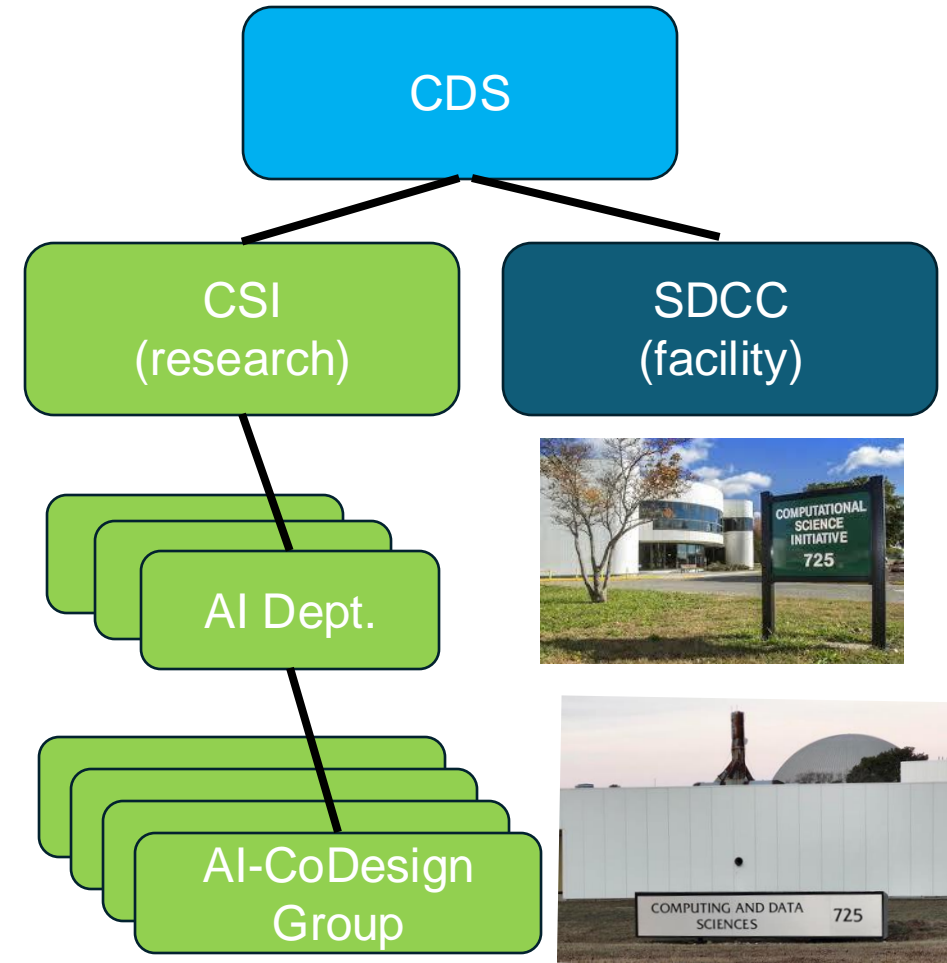 CDS
CSI
(research)
SDCC
(facility)
AI Dept.
COMPUTATIONAL
SCIENCE
INITIATIVE
725
AI-CoDesign
Group
COMPUTING AND DATA
SCIENCES
725